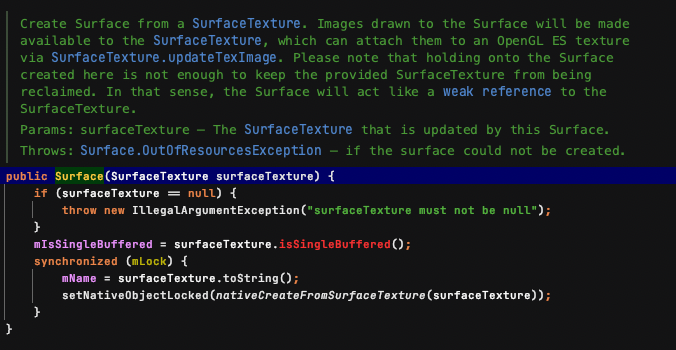 Create Surface from a SurfaceTexture. Images drawn to the Surface will be made
available to the SurfaceTexture, which can attach them to an OpenGL ES texture
via SurfaceTexture.updateTexImage. Please note that holding onto the Surface
created here is not enough to keep the provided SurfaceTexture from being
reclaimed. In that sense, the Surface will act like a weak reference to the
SurfaceTexture.
Params: surfaceTexture – The SurfaceTexture that is updated by this Surface.
Throws: Surface.OutOfResourcesException – if the surface could not be created.
public Surface(SurfaceTexture surfaceTexture) {
    if (surfaceTexture == null) {
        throw new IllegalArgumentException("surfaceTexture must not be null");
    }
    mIsSingleBuffered = surfaceTexture.isSingleBuffered();
    synchronized (mLock) {
        mName = surfaceTexture.toString();
        setNativeObjectLocked(nativeCreateFromSurfaceTexture(surfaceTexture));
    }
}